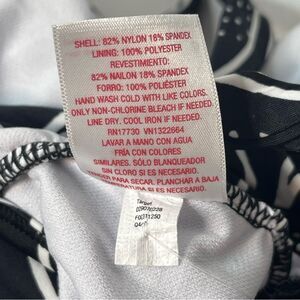 SHELL: 82% NYLON 18% SPANDEX
LINING: 100% POLYESTER
REVESTIMIENTO:
82% NAILON 18% SPANDEX
FORRO: 100% POLIÉSTER
HAND WASH COLD WITH LIKE COLORS.
ONLY NON-CHLORINE BLEACH IF NEEDED.
LINE DRY. COOL IRON IF NEEDED.
RN17730 VN1322664
LAVAR A MANO CON AGUA
FRÍA CON COLORES
SIMILARES. SÓLO BLANQUEADOR
SIN CLORO SI ES NECESARIO.
TENDER PARA SECAR. PLANCHAR A BAJA
TEMPERATURA SI ES NECESARIO.
Target